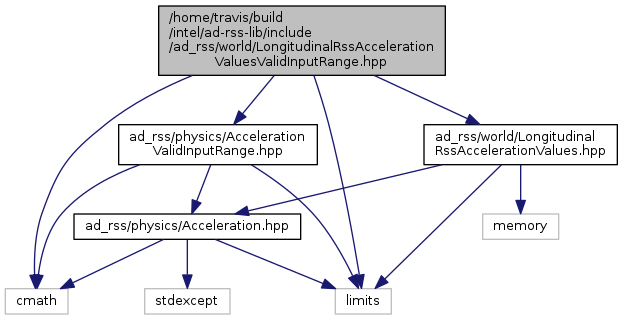 /home/travis/build
/intel/ad-rss-lib/include
/ad_rss/world/LongitudinalRssAcceleration
ValuesValidInputRange.hpp
ad_rss/physics/Acceleration
ValidInputRange.hpp
ad_rss/world/Longitudinal
RssAccelerationValues.hpp
ad_rss/physics/Acceleration.hpp
memory
cmath
stdexcept
limits